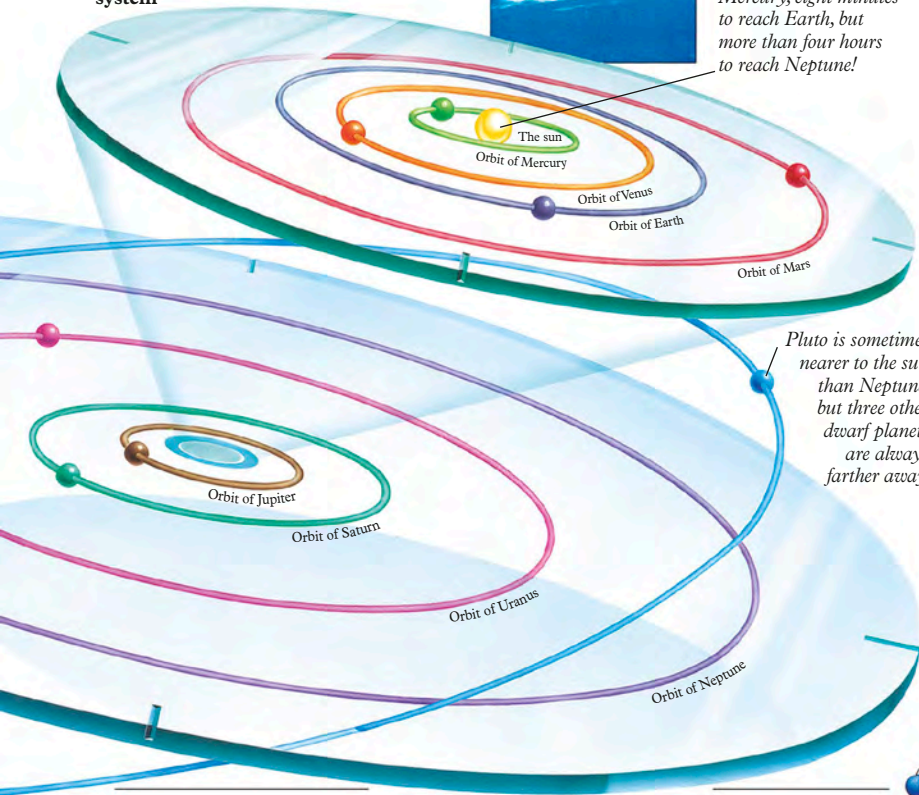 system
Mercury, eight minutes
to reach Earth, but
more than four hours
to reach Neptune!
The sun
Orbit of Mercury
Orbit of Venus
Orbit of Earth
Orbit of Mars
Pluto is sometime
nearer to the su
than Neptun
but three othe
dwarf planet
are alway
farther away
Orbit of Jupiter
Orbit of Saturn
Orbit of Uranus
Orbit of Neptune